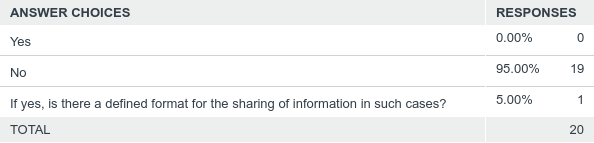 ANSWER CHOICES RESPONSES
Yes 0.00% 0
No 95.00% 19
If yes, is there a defined format for the sharing of information in such cases? 5.00% 1
TOTAL 20